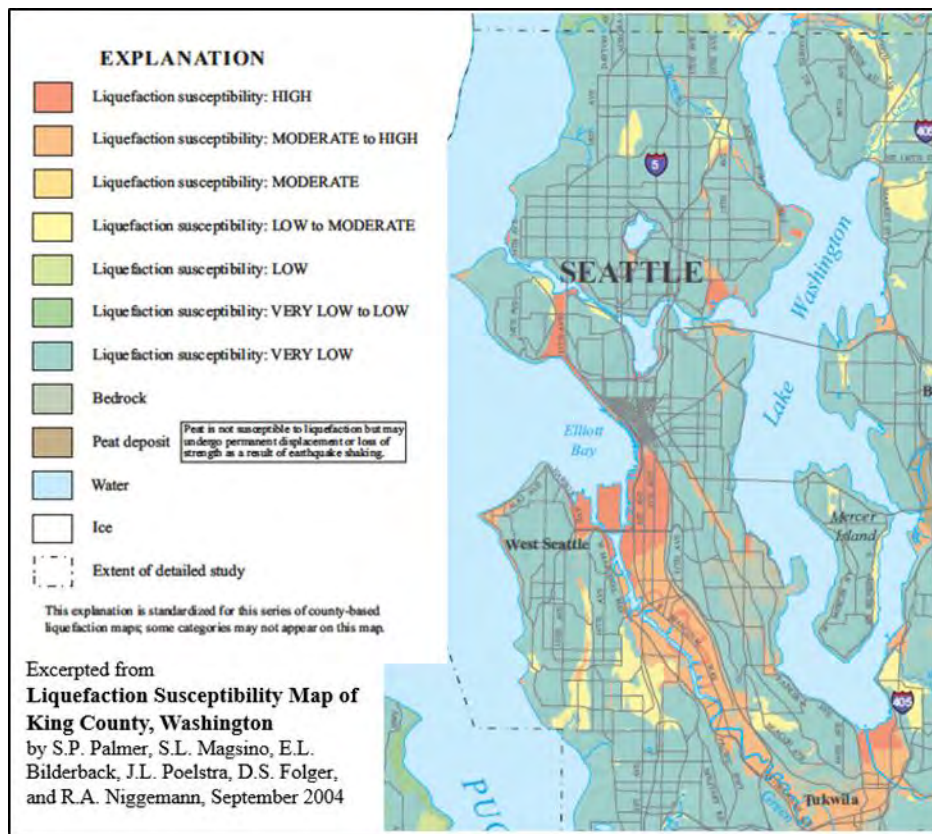 EXPLANATION
Liquefaction susceptibility: HIGH
Liquefaction susceptibility: MODERATE to HIGH
Liquefaction susceptibility: MODERATE
Liquefaction susceptibility: LOW to MODERATE
Liquefaction susceptibility: LOW
Liquefaction susceptibility: VERY LOW to LOW
Liquefaction susceptibility: VERY LOW
Bedrock
Peat deposit
Peat is not susceptible to liquefaction but may
undergo permanent displacement or loss of
strength as a result of earthquake shaking.
Water
Ice
Extent of detailed study
This explanation is standardized for this series of county-based
liquefaction maps; some categories may not appear on this map.
Excerpted from
Liquefaction Susceptibility Map of
King County, Washington
by S.P. Palmer, S.L. Magsino, E.L.
Bilderback, J.L. Poelstra, D.S. Folger,
and R.A. Niggemann, September 2004
5
405
SEATTLE
Lake Washington
Elliott
Bay
West Seattle
Mercer
Island
405
Tukwila
Green
PUG
B